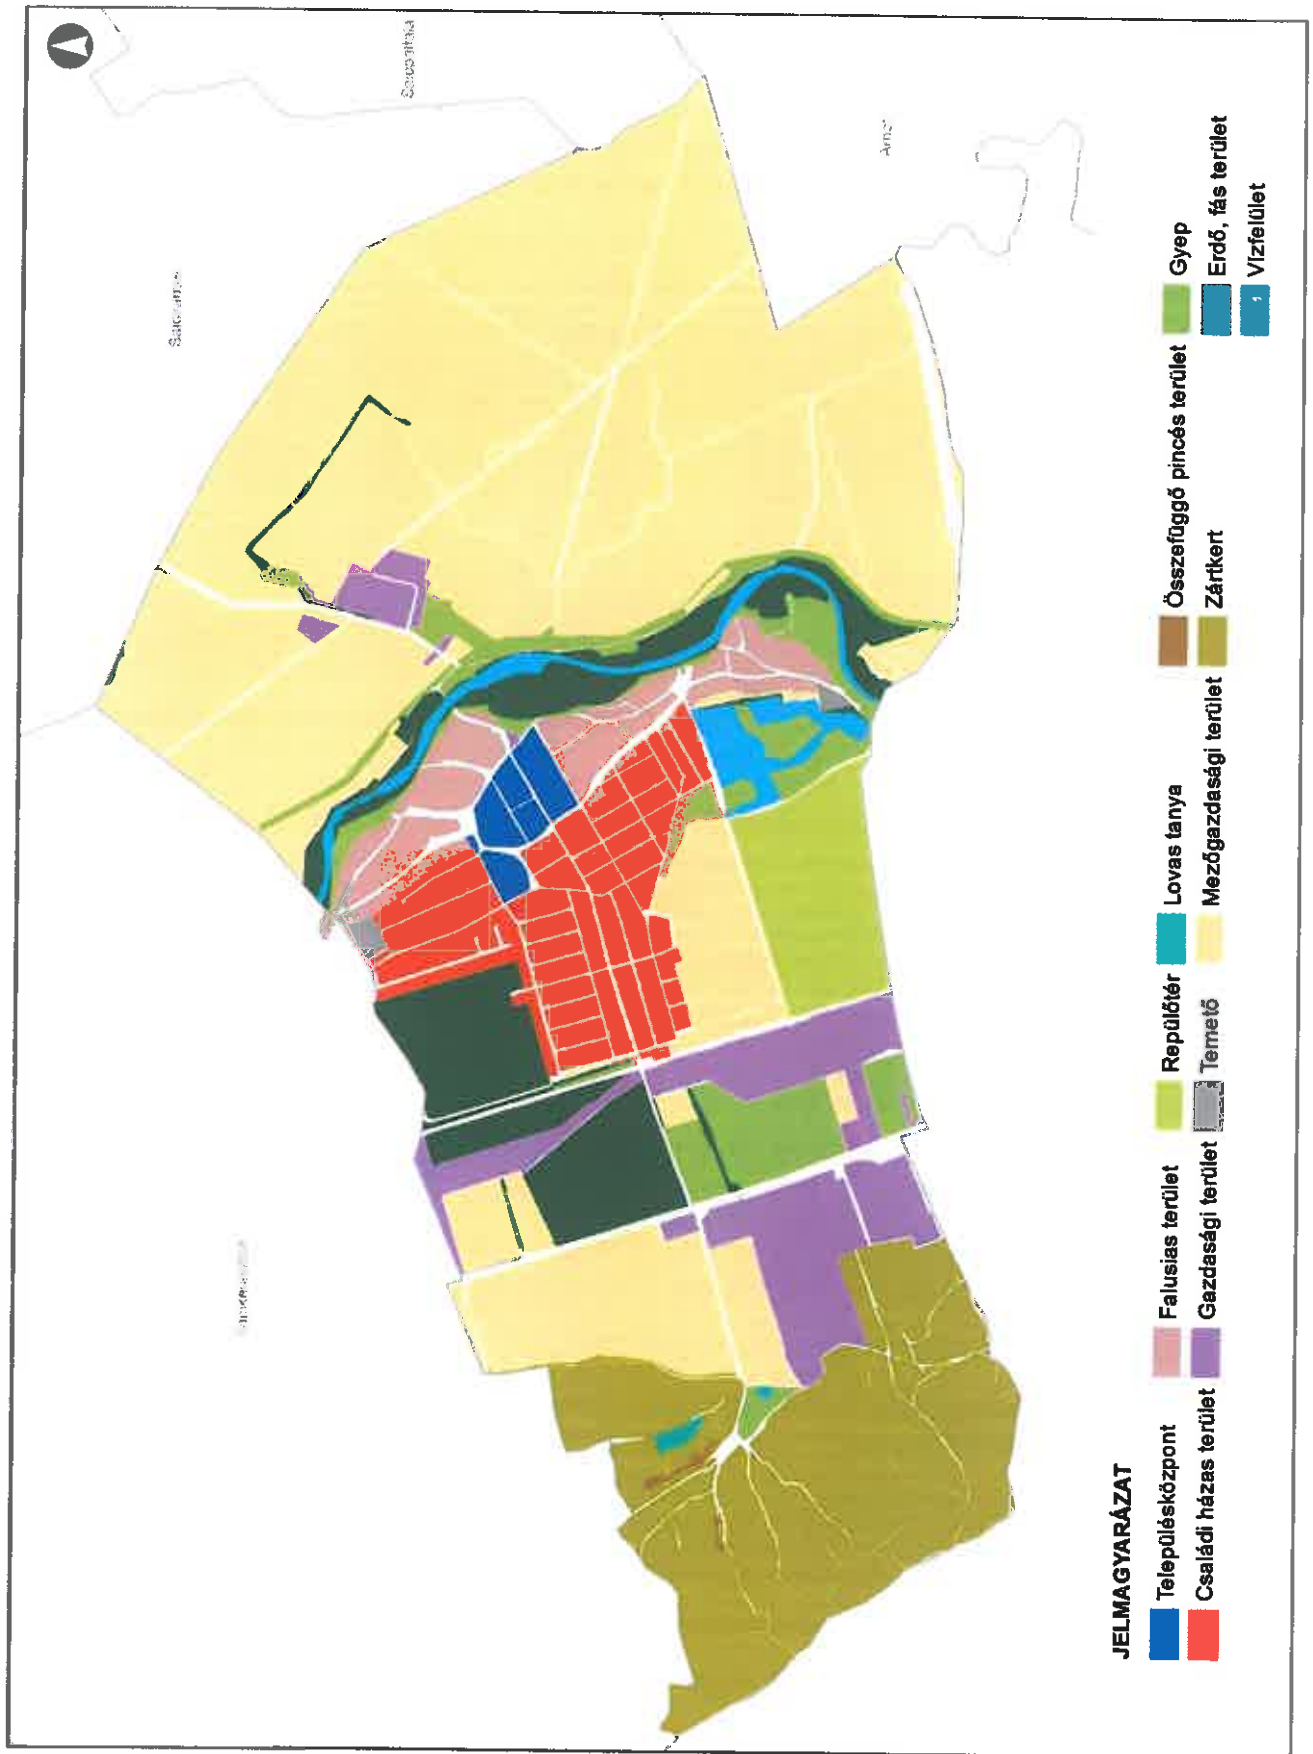 JELMAGYARÁZAT
Településközpont
Családi házas terület
Falusias terület
Gazdasági terület
Repülőtér
Temető
Lovas tanya
Mezőgazdasági terület
Összefüggő pincés terület
Zártkert
Gyep
Erdő, fás terület
Vízfelület